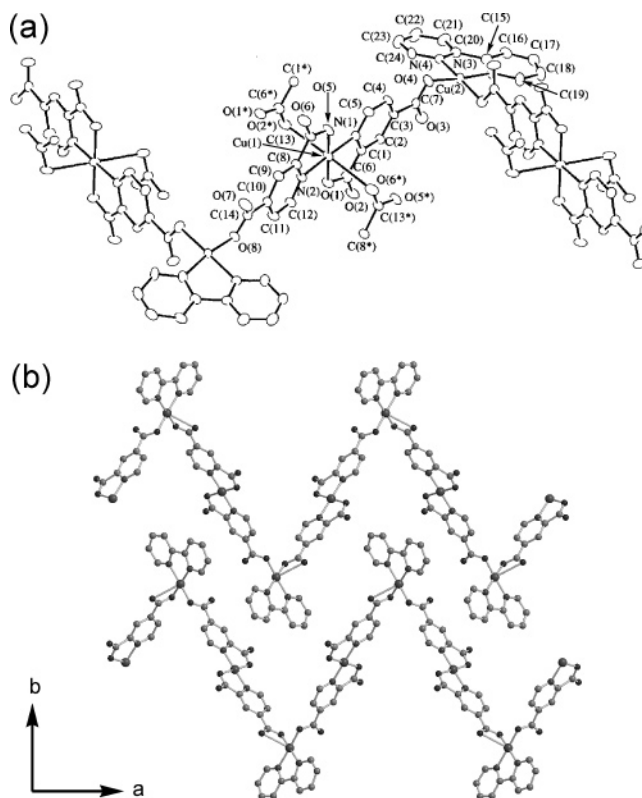 (a)
C(22)
C(21)
C(15)
C(23)
C(20)
C(16)
C(17)
C(24)
N(4)
N(3)
C(18)
C(1*)
O(5)
C(4)
O(4)
Cu(2)
C(19)
C(6*)
O(6)
C(5)
C(7)
O(1*)
N(1)
C(3)
O(3)
O(2*)
C(13)
C(2)
Cu(1)
C(8)
C(1)
C(9)
C(6)
C(10)
N(2)
O(6*)
O(7)
O(1)
O(2)
O(5*)
C(14)
C(12)
C(13*)
C(11)
O(8)
C(8*)
(b)
b
a